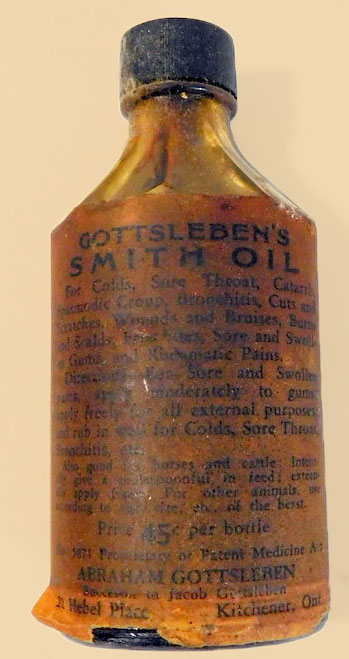 GOTTSLEBEN'S
SMITH OIL
For Colds, Sore Throat, Catarrh
Spasmodic Croup, Bronchitis, Cuts and
Scratches, Wounds and Bruises, Burns
and Scalds, Bites, Sore and Swoll-
en Gums, and Rheumatic Pains.
Directions—For Sore and Swollen
gums, apply moderately to gums
apply freely for all external purposes
and rub in well for Colds, Sore Throat,
Bronchitis, etc.
Also good for horses and cattle; Intern-
ally give a teaspoonful in feed; extern-
ally apply For other animals, use
according to size, etc., of the beast.
Price 45c per bottle
No. 5871 Proprietary or Patent Medicine Act
ABRAHAM GOTTSLEBEN
Successor to Jacob Gottsleben
21 Hebel Place Kitchener, Ont.